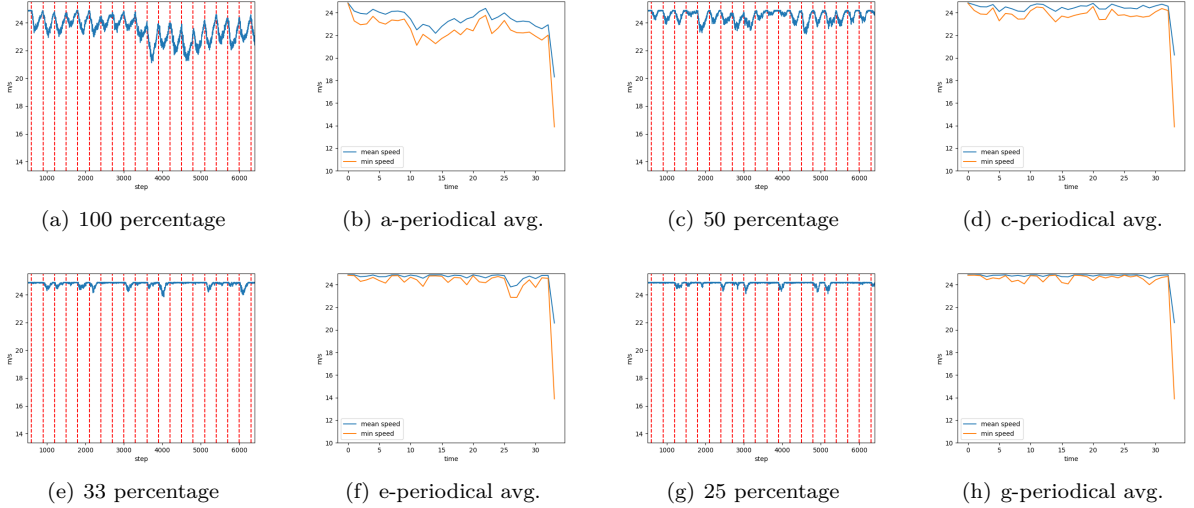 24
22
20
18
16
14
m/s
1000 2000 3000 4000 5000 6000
step
(a) 100 percentage
24
22
20
18
16
14
12
10
m/s
mean speed
min speed
0 5 10 15 20 25 30
time
(b) a-periodical avg.
24
22
20
18
16
14
m/s
1000 2000 3000 4000 5000 6000
step
(c) 50 percentage
24
22
20
18
16
14
12
10
m/s
mean speed
min speed
0 5 10 15 20 25 30
time
(d) c-periodical avg.
24
22
20
18
16
14
m/s
1000 2000 3000 4000 5000 6000
step
(e) 33 percentage
24
22
20
18
16
14
12
10
m/s
mean speed
min speed
0 5 10 15 20 25 30
time
(f) e-periodical avg.
24
22
20
18
16
14
m/s
1000 2000 3000 4000 5000 6000
step
(g) 25 percentage
24
22
20
18
16
14
12
10
m/s
mean speed
min speed
0 5 10 15 20 25 30
time
(h) g-periodical avg.